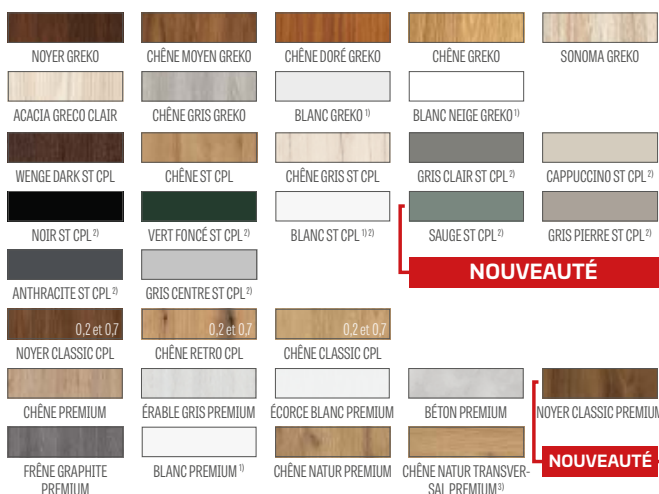 NOYER GREKO CHÊNE MOYEN GREKO CHÊNE DORÉ GREKO CHÊNE GREKO SONOMA GREKO
ACACIA GRECO CLAIR CHÊNE GRIS GREKO BLANC GREKO 1) BLANC NEIGE GREKO 1)
WENGE DARK ST CPL CHÊNE ST CPL CHÊNE GRIS ST CPL GRIS CLAIR ST CPL 2) CAPPUCCINO ST CPL 2)
NOIR ST CPL 2) VERT FONCÉ ST CPL 2) BLANC ST CPL 1) 2) SAUGE ST CPL 2) GRIS PIERRE ST CPL 2)
NOUVEAUTÉ
ANTHRACITE ST CPL 2) GRIS CENTRE ST CPL 2)
0,2 et 0,7 0,2 et 0,7 0,2 et 0,7
NOYER CLASSIC CPL CHÊNE RETRO CPL CHÊNE CLASSIC CPL
CHÊNE PREMIUM ÉRABLE GRIS PREMIUM ÉCORCE BLANC PREMIUM BÉTON PREMIUM NOYER CLASSIC PREMIUM
NOUVEAUTÉ
FRÊNE GRAPHITE BLANC PREMIUM 1) CHÊNE NATUR PREMIUM CHÊNE NATUR TRANSVER-
PREMIUM SAL PREMIUM 3)